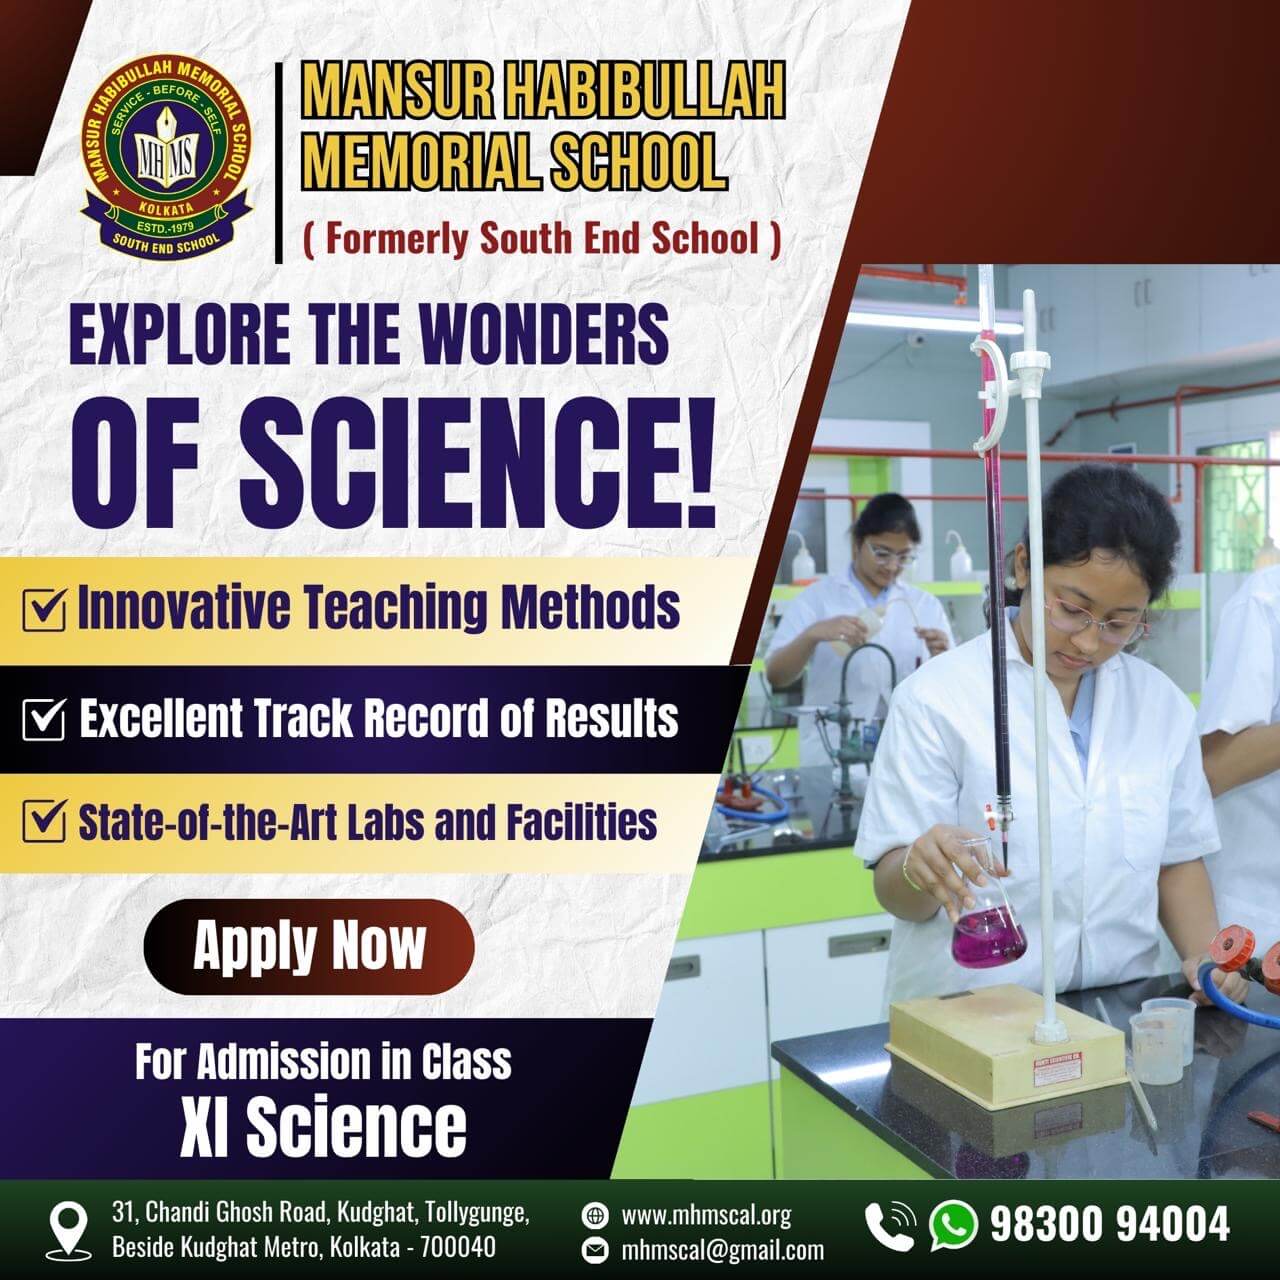 MANSUR HABIBULLAH MEMORIAL SCHOOL
SERVICE - BEFORE - SELF
MHMS
KOLKATA
ESTD.-1979
SOUTH END SCHOOL
MANSUR HABIBULLAH
MEMORIAL SCHOOL
( Formerly South End School )
EXPLORE THE WONDERS
OF SCIENCE!
Innovative Teaching Methods
Excellent Track Record of Results
State-of-the-Art Labs and Facilities
Apply Now
For Admission in Class
XI Science
31, Chandi Ghosh Road, Kudghat, Tollygunge,
Beside Kudghat Metro, Kolkata - 700040
www.mhmscal.org
mhmscal@gmail.com
98300 94004